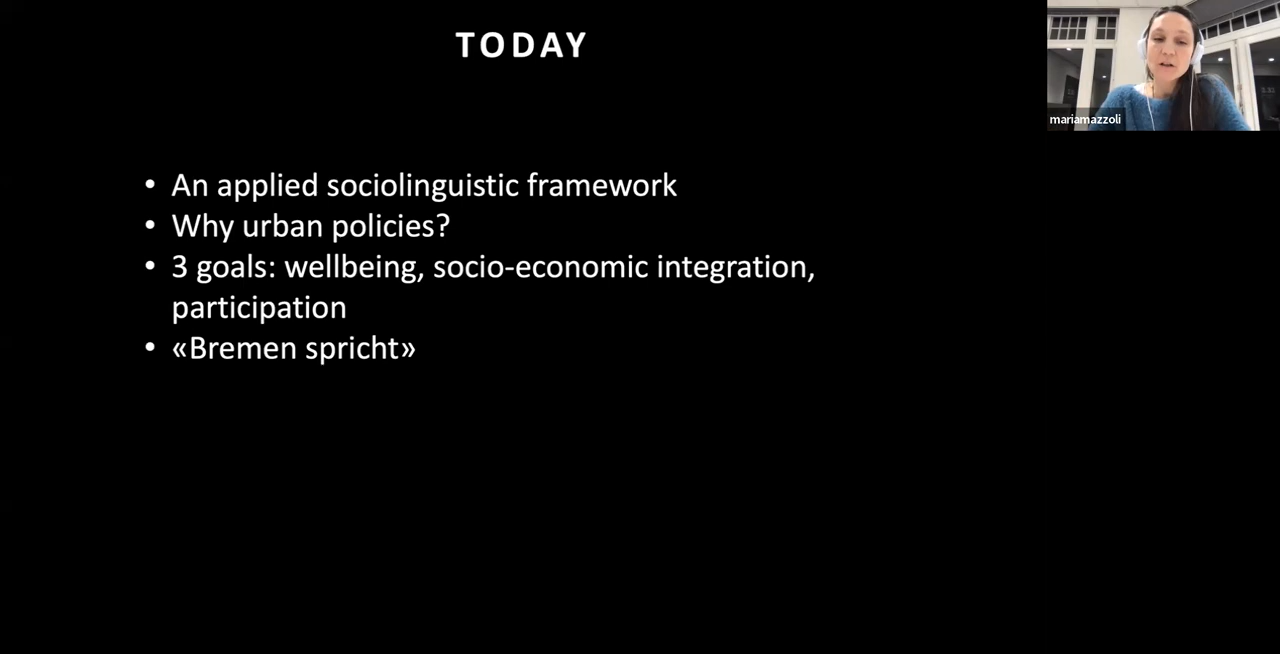 TODAY
mariamazzoli
• An applied sociolinguistic framework
• Why urban policies?
• 3 goals: wellbeing, socio-economic integration,
participation
• «Bremen spricht»